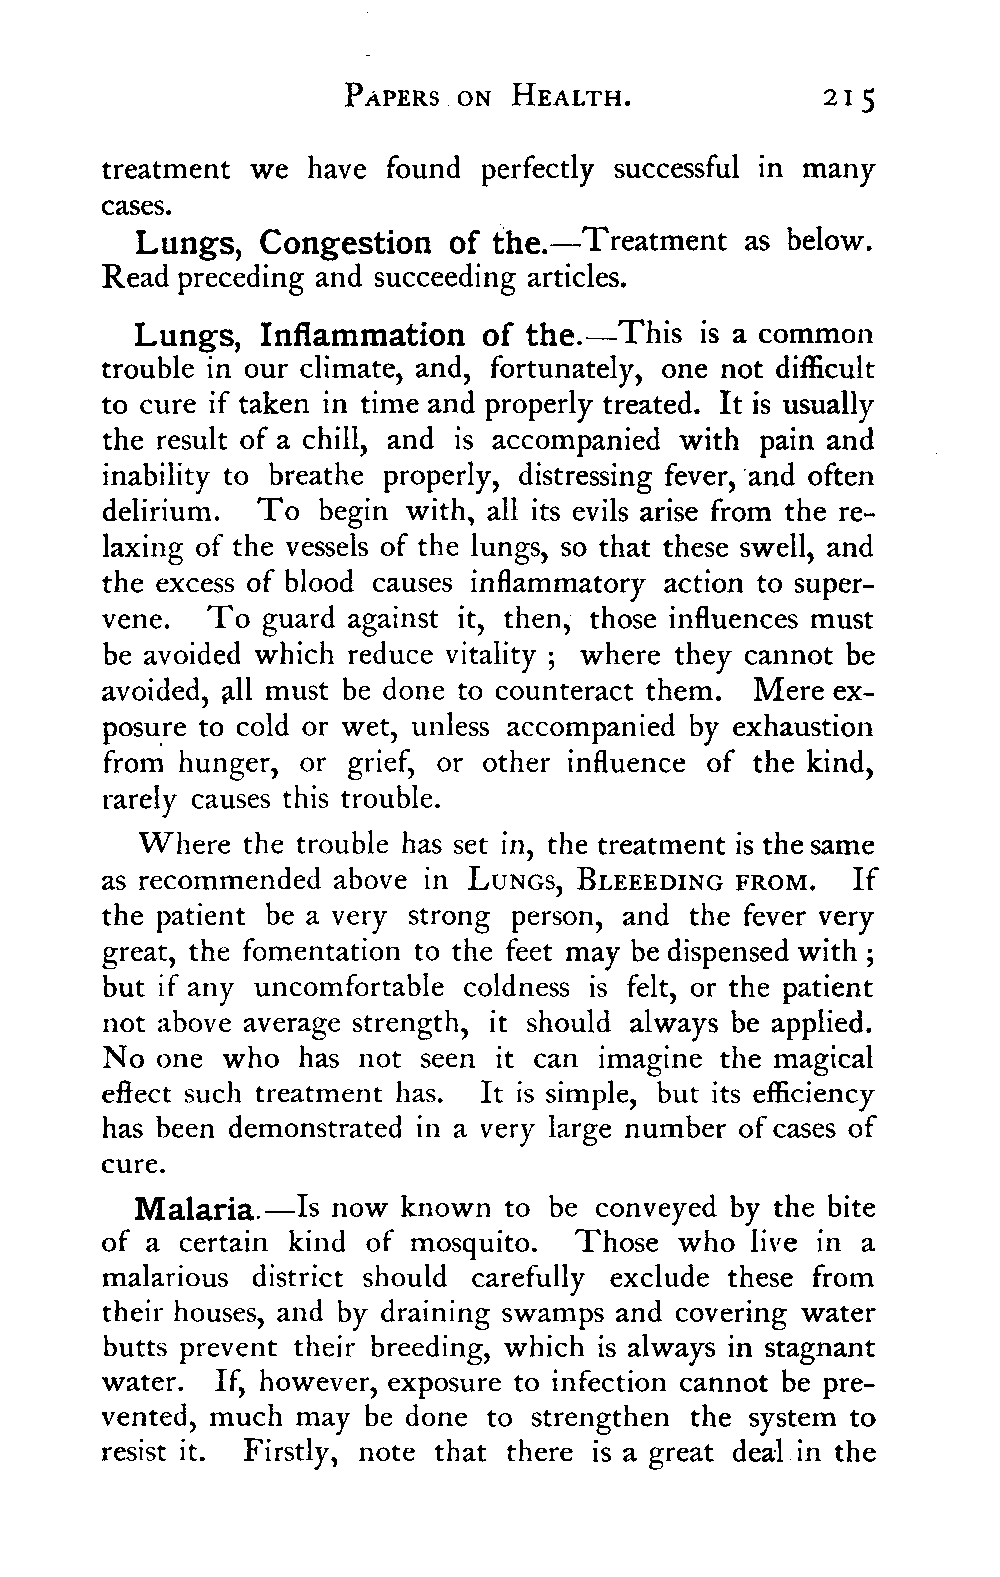 PAPERS ON HEALTH. 215
treatment we have found perfectly successful in many
cases.
Lungs, Congestion of the.—Treatment as below.
Read preceding and succeeding articles.
Lungs, Inflammation of the.—This is a common
trouble in our climate, and, fortunately, one not difficult
to cure if taken in time and properly treated. It is usually
the result of a chill, and is accompanied with pain and
inability to breathe properly, distressing fever, and often
delirium. To begin with, all its evils arise from the re-
laxing of the vessels of the lungs, so that these swell, and
the excess of blood causes inflammatory action to super-
vene. To guard against it, then, those influences must
be avoided which reduce vitality ; where they cannot be
avoided, all must be done to counteract them. Mere ex-
posure to cold or wet, unless accompanied by exhaustion
from hunger, or grief, or other influence of the kind,
rarely causes this trouble.
Where the trouble has set in, the treatment is the same
as recommended above in LUNGS, BLEEEDING FROM. If
the patient be a very strong person, and the fever very
great, the fomentation to the feet may be dispensed with ;
but if any uncomfortable coldness is felt, or the patient
not above average strength, it should always be applied.
No one who has not seen it can imagine the magical
effect such treatment has. It is simple, but its efficiency
has been demonstrated in a very large number of cases of
cure.
Malaria.—Is now known to be conveyed by the bite
of a certain kind of mosquito. Those who live in a
malarious district should carefully exclude these from
their houses, and by draining swamps and covering water
butts prevent their breeding, which is always in stagnant
water. If, however, exposure to infection cannot be pre-
vented, much may be done to strengthen the system to
resist it. Firstly, note that there is a great deal in the